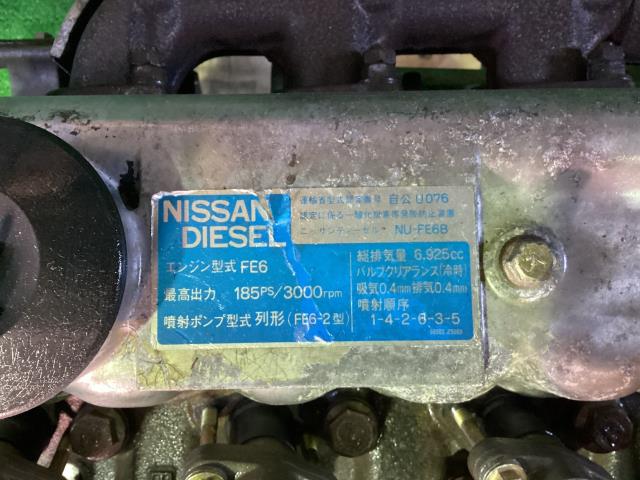 NISSAN
DIESEL
運輸省型式認定番号 自公 U076
認定に係る一酸化炭素等発散防止装置
ニッサンディーゼル NU-FE6B
エンジン型式 FE6
最高出力 185PS/3000rpm
噴射ポンプ型式 列形 (FE6-2型)
総排気量 6.925cc
バルブクリアランス(冷時)
吸気0.4mm排気0.4mm
噴射順序
1-4-2-6-3-5